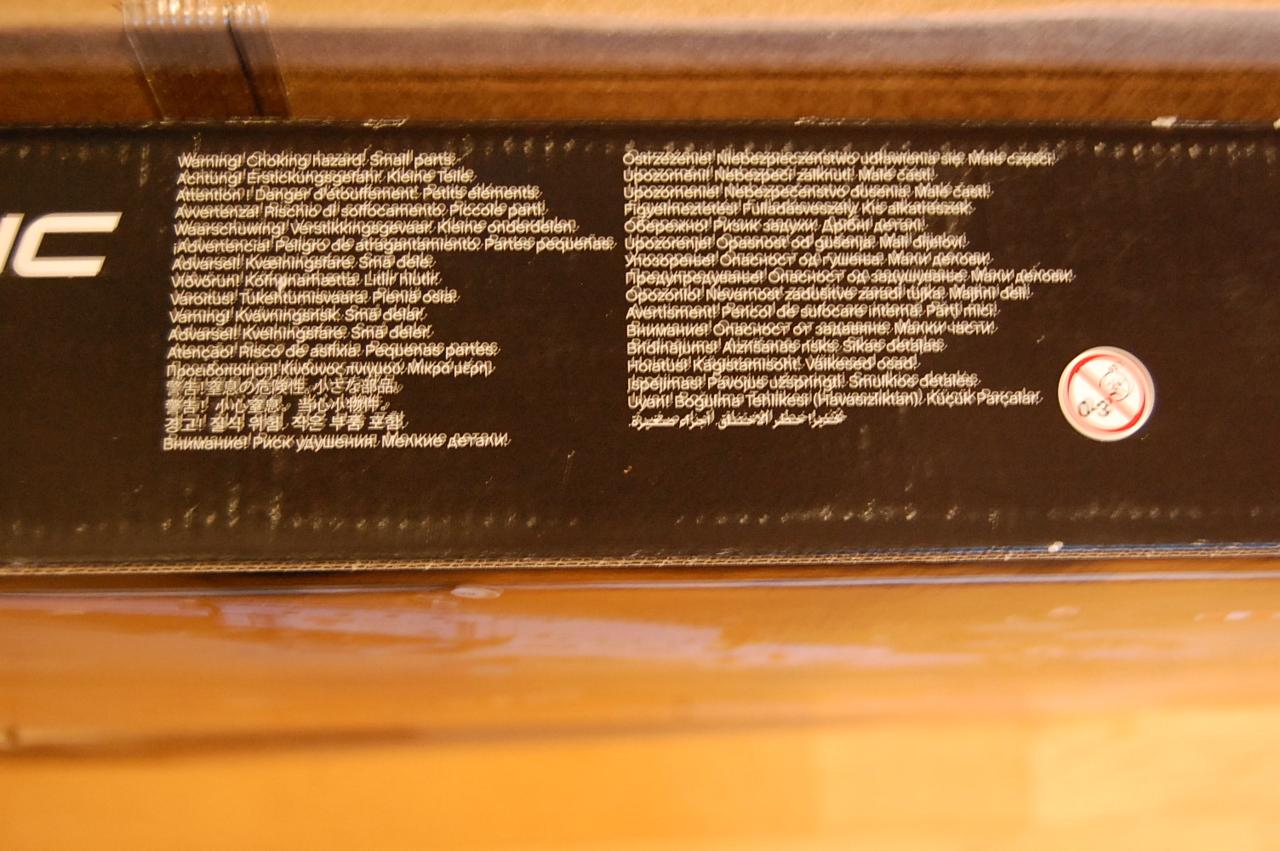 IC
Warning! Choking hazard. Small parts.
Achtung! Erstickungsgefahr. Kleine Teile.
Attention ! Danger d'étouffement. Petits éléments.
Avvertenza! Rischio di soffocamento. Piccole parti.
Waarschuwing! Verstikkingsgevaar. Kleine onderdelen.
¡Advertencia! Peligro de atragantamiento. Partes pequeñas.
Advarsel! Kvælningsfare. Små dele.
Viðvörun! Köfnunarhætta. Litlir hlutir.
Varoitus! Tukehtumisvaara. Pieniä osia.
Varning! Kvävningsrisk. Små delar.
Advarsel! Kvelningsfare. Små deler.
Atenção! Risco de asfixia. Pequenas partes.
Προειδοποίηση! Κίνδυνος πνιγμού. Μικρά μέρη.
警告!窒息の危険性。小さな部品。
警告!小心窒息。当心小物件。
경고! 질식 위험. 작은 부품 포함.
Внимание! Риск удушения. Мелкие детали!
Ostrzeżenie! Niebezpieczeństwo udławienia się. Małe części.
Upozornění! Nebezpečí zalknutí. Malé části.
Upozornenie! Nebezpečenstvo dusenia. Malé časti.
Figyelmeztetés! Fulladásveszély. Kis alkatrészek.
Обережно! Ризик задухи. Дрібні деталі.
Upozorenje! Opasnost od gušenja. Mali dijelovi.
Упозорење! Опасност од гушења. Мали делови.
Предупредување! Опасност од задушување. Мали делови.
Opozorilo! Nevarnost zadušitve zaradi tujka. Majhni deli.
Avertisment! Pericol de sufocare internă. Părți mici.
Внимание! Опасност от задавяне. Малки части.
Brīdinājums! Aizrīšanās risks. Sīkas detaļas.
Hoiatus! Kägistamisoht. Väikesed osad.
Įspėjimas! Pavojus užspringti. Smulkios detalės.
Uyarı! Boğulma Tehlikesi (Havasızlıktan). Küçük Parçalar.
تحذير! خطر الاختناق. أجزاء صغيرة.
0-3